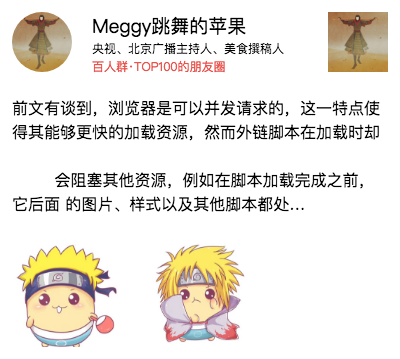 Meggy跳舞的苹果
央视、北京广播主持人、美食撰稿人
百人群·TOP100的朋友圈
前文有谈到，浏览器是可以并发请求的，这一特点使
得其能够更快的加载资源，然而外链脚本在加载时却
会阻塞其他资源，例如在脚本加载完成之前，
它后面 的图片、样式以及其他脚本都处...